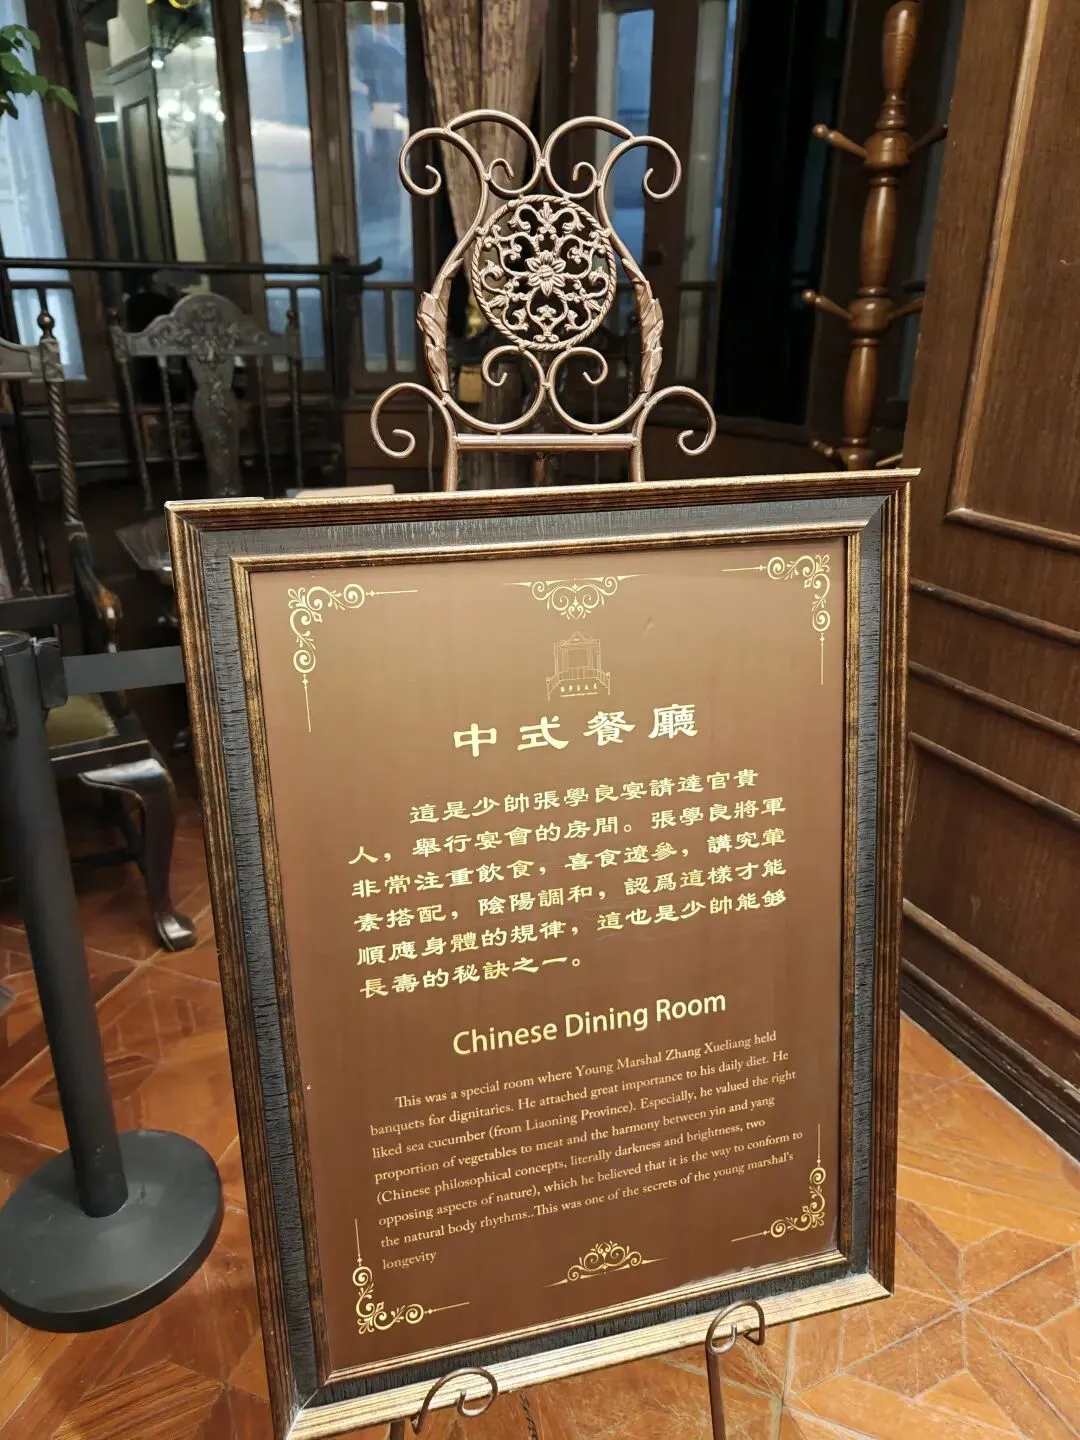 中式餐廳
這是少帥張學良宴請達官貴
人，舉行宴會的房間。張學良將軍
非常注重飲食，喜食遼參，講究葷
素搭配，陰陽調和，認爲這樣才能
順應身體的規律，這也是少帥能够
長壽的秘訣之一。
Chinese Dining Room
This was a special room where Young Marshal Zhang Xueliang held
banquets for dignitaries. He attached great importance to his daily diet. He
liked sea cucumber (from Liaoning Province). Especially, he valued the right
proportion of vegetables to meat and the harmony between yin and yang
(Chinese philosophical concepts, literally darkness and brightness, two
opposing aspects of nature), which he believed that it is the way to conform to
the natural body rhythms..This was one of the secrets of the young marshal's
longevity